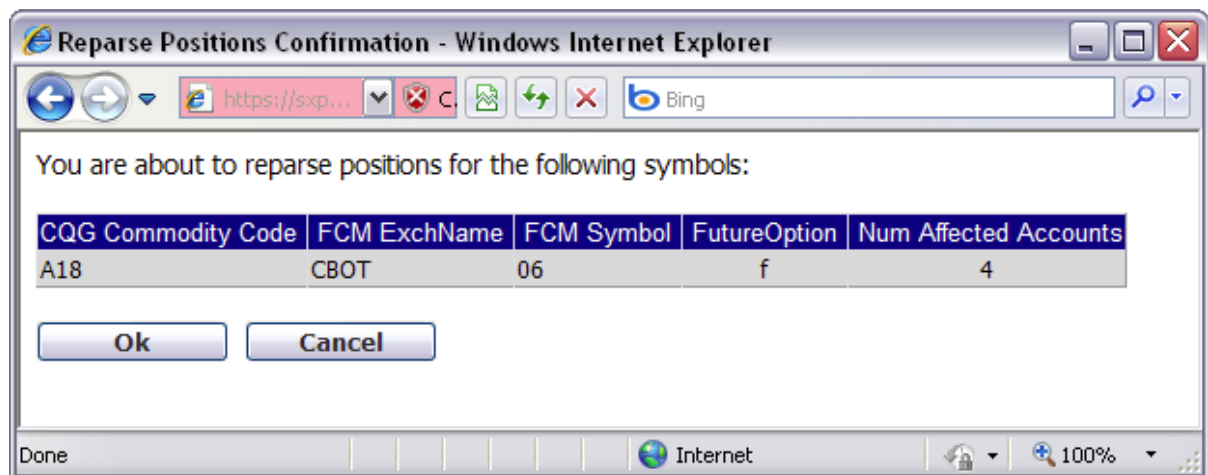 Reparse Positions Confirmation - Windows Internet Explorer
https://sxp... C. Bing
You are about to reparse positions for the following symbols:
CQG Commodity Code FCM ExchName FCM Symbol FutureOption Num Affected Accounts
A18 CBOT 06 f 4
Ok Cancel
Done Internet 100%